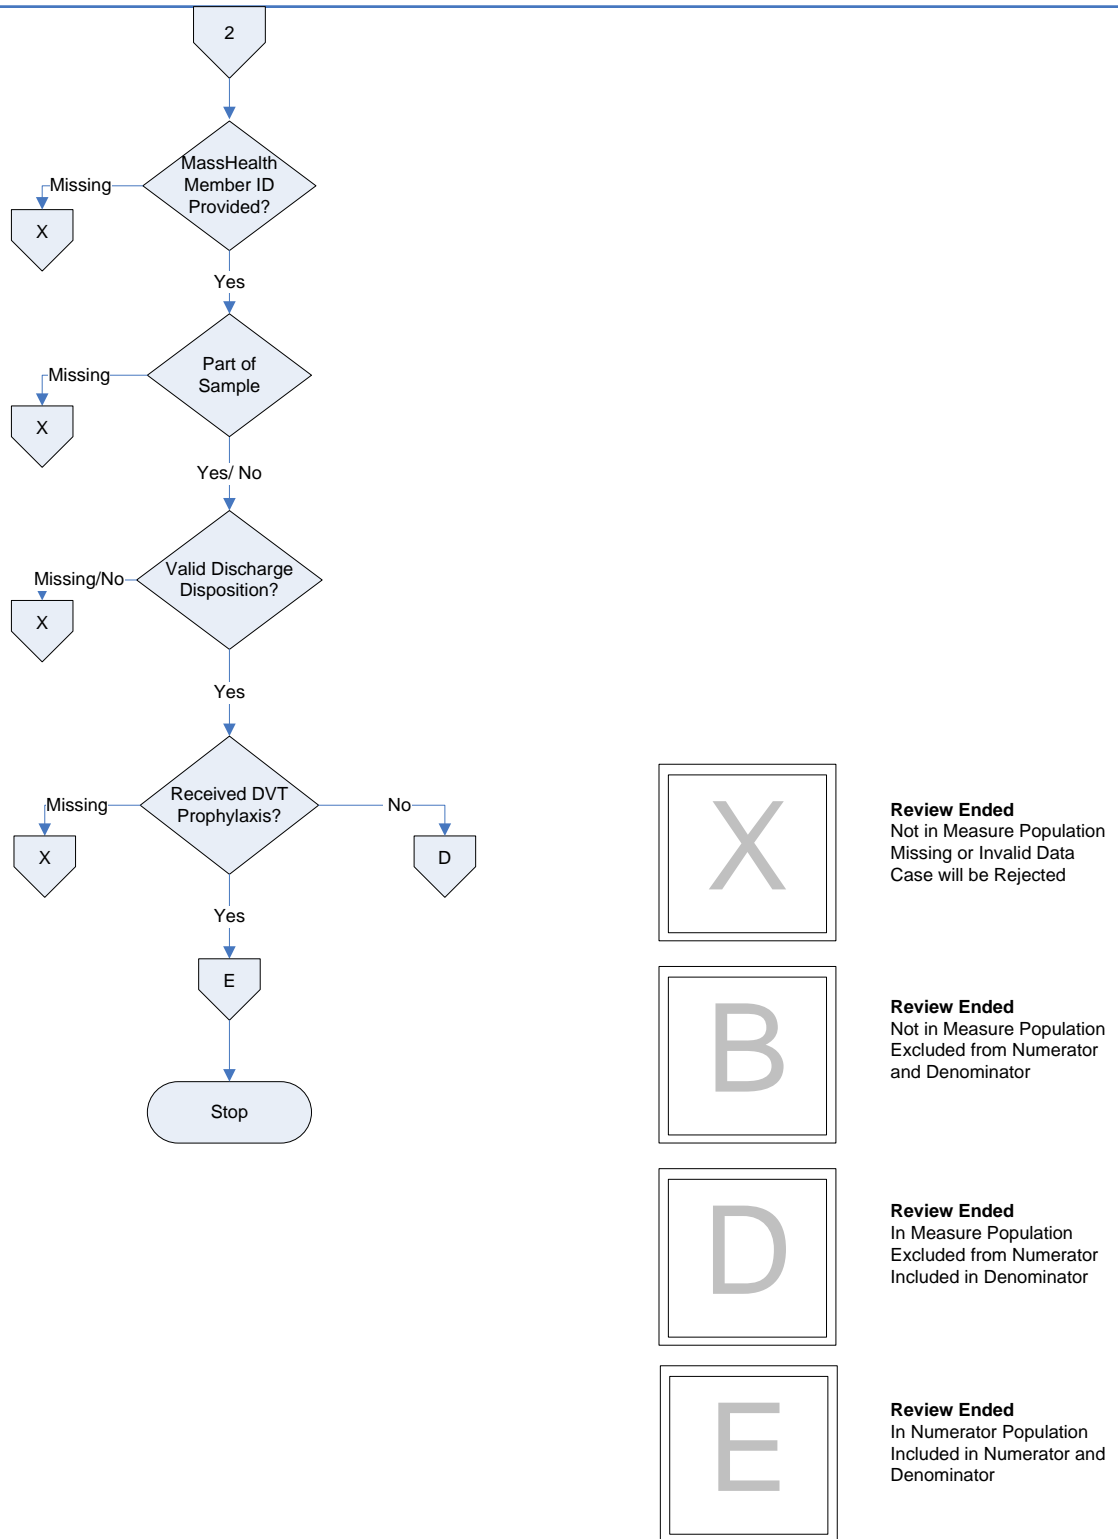 2
MassHealth
Member ID
Provided?
Missing
X
Yes
Part of
Sample
Missing
X
Yes/ No
Valid Discharge
Disposition?
Missing/No
X
Yes
Received DVT
Prophylaxis?
Missing
No
X
D
Yes
E
Stop
X
Review Ended
Not in Measure Population
Missing or Invalid Data
Case will be Rejected
B
Review Ended
Not in Measure Population
Excluded from Numerator
and Denominator
D
Review Ended
In Measure Population
Excluded from Numerator
Included in Denominator
E
Review Ended
In Numerator Population
Included in Numerator and
Denominator